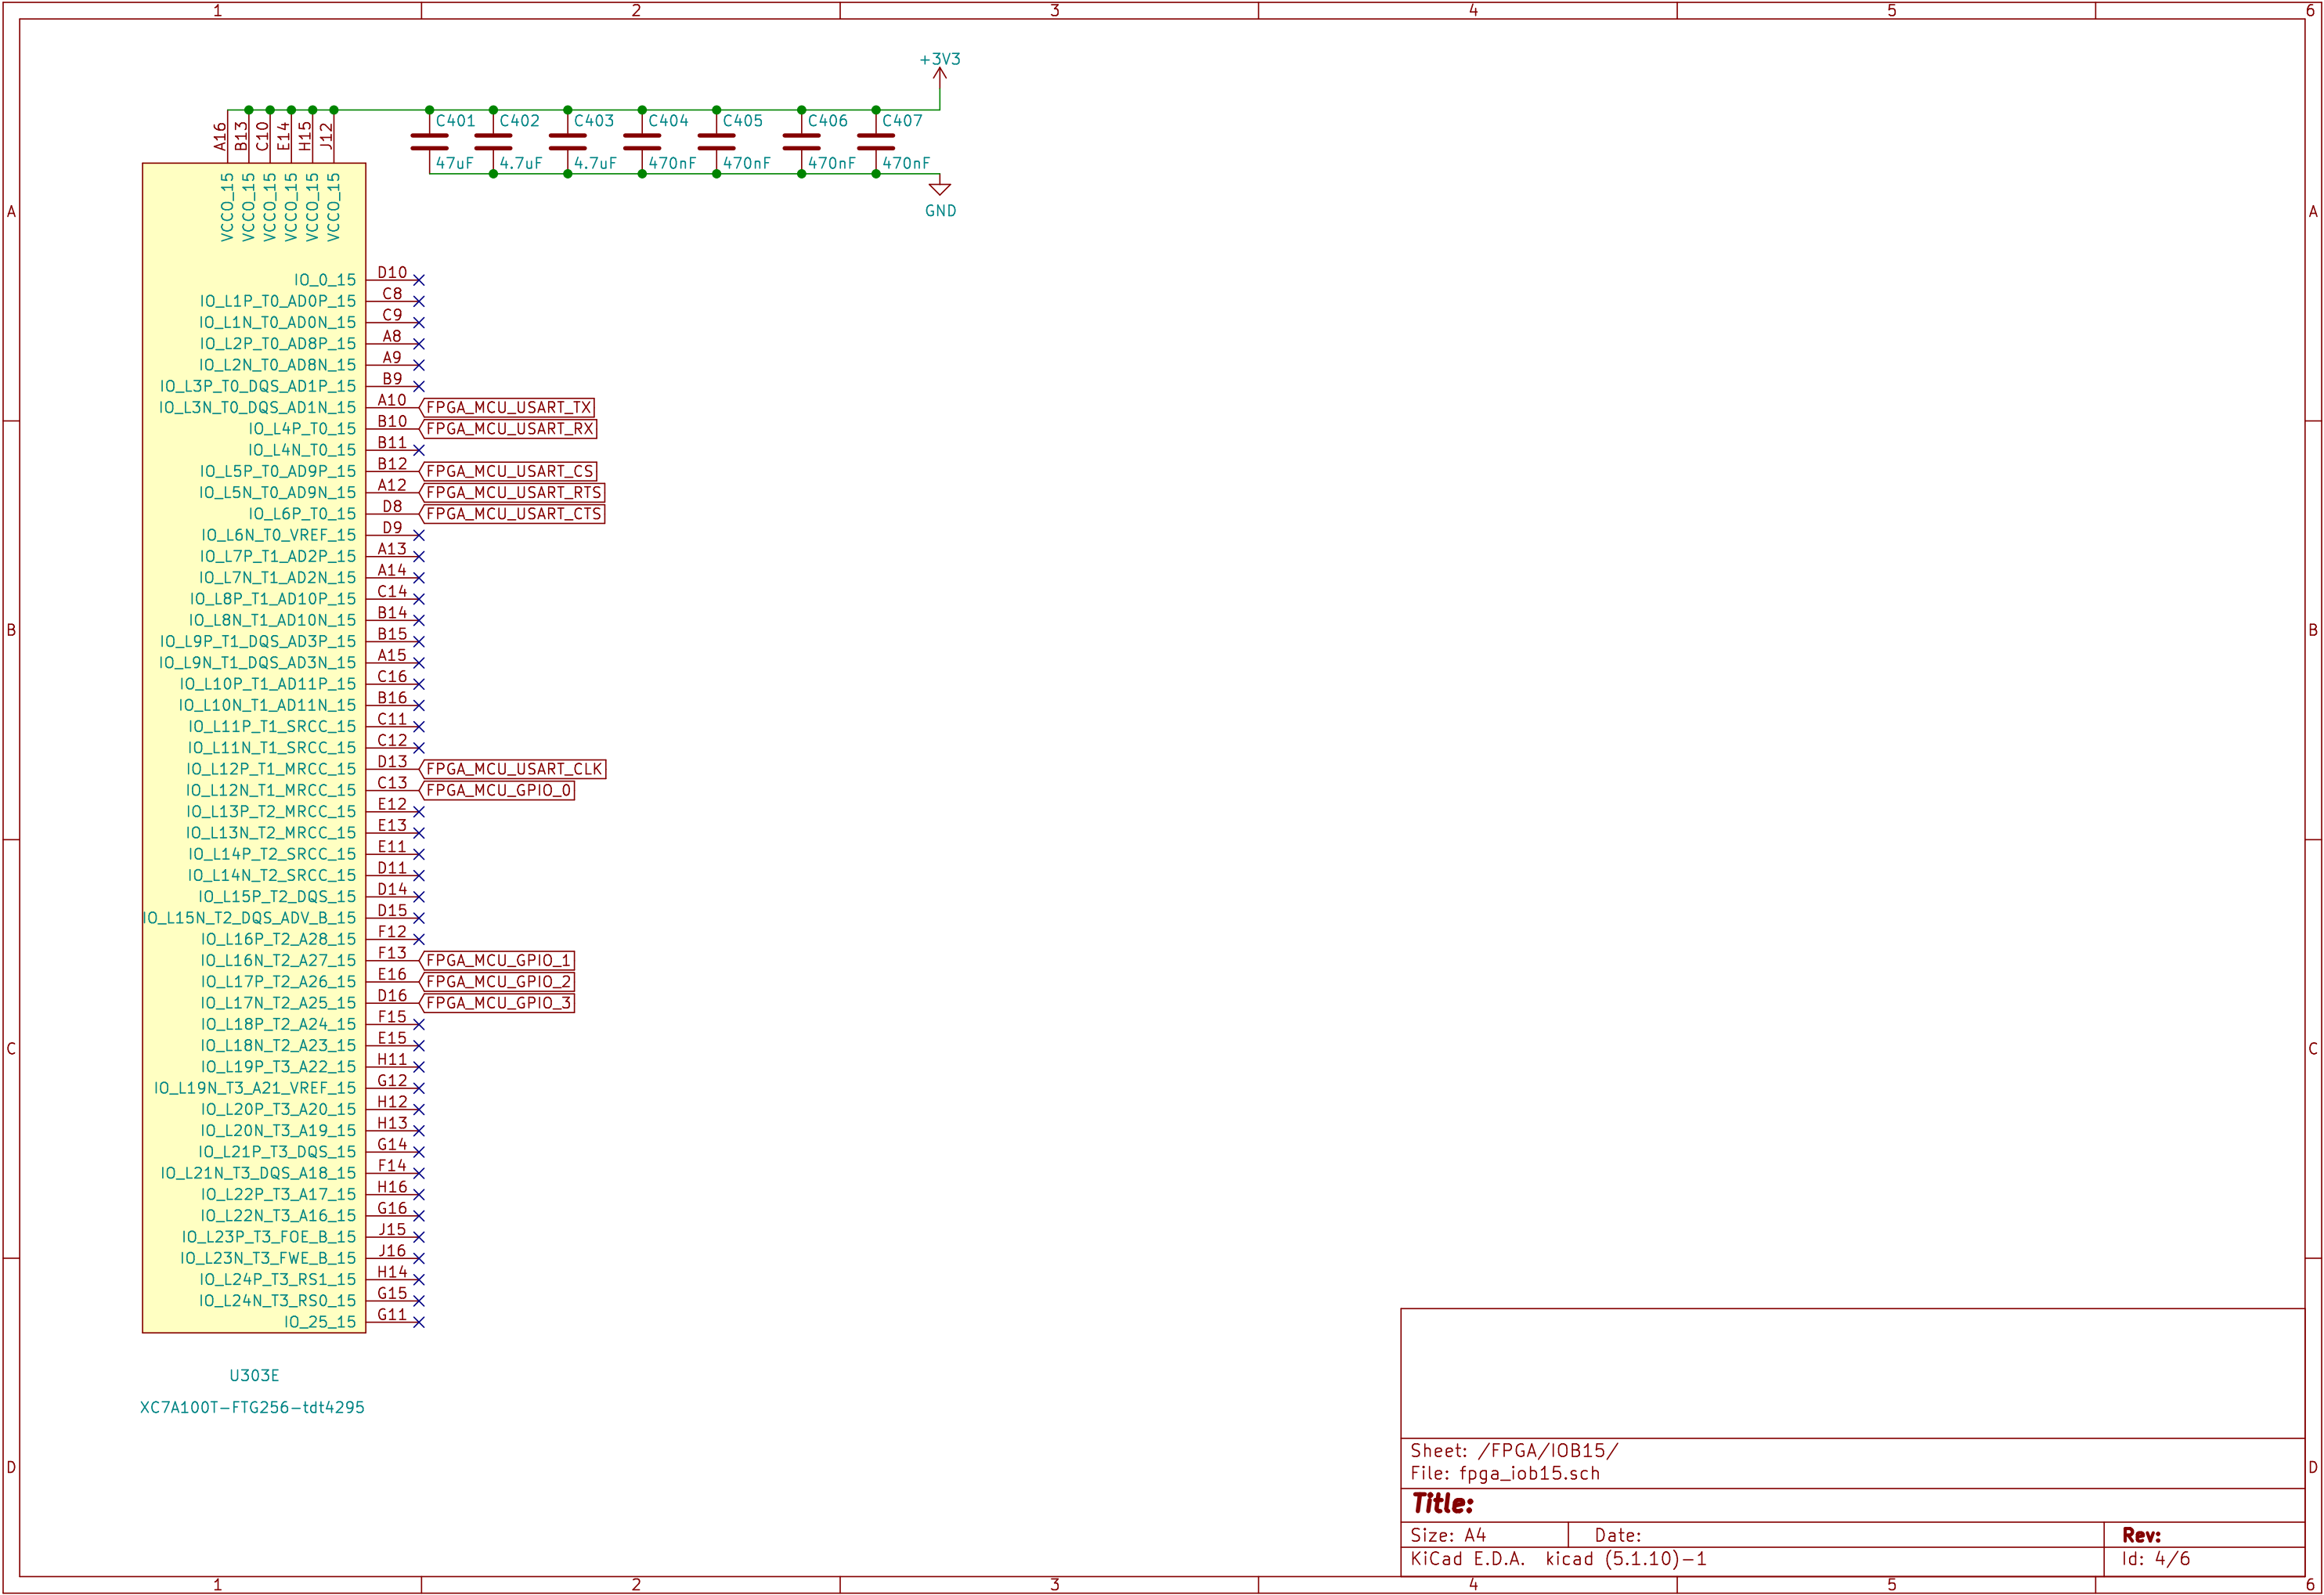 1 2 3 4 5 6
+3V3
A16 B13 C10 E14 H15 J12
C401 C402 C403 C404 C405 C406 C407
47uF 4.7uF 4.7uF 470nF 470nF 470nF 470nF
VCCO_15 VCCO_15 VCCO_15 VCCO_15 VCCO_15 VCCO_15
A GND A
IO_0_15 D10
IO_L1P_T0_AD0P_15 C8
IO_L1N_T0_AD0N_15 C9
IO_L2P_T0_AD8P_15 A8
IO_L2N_T0_AD8N_15 A9
IO_L3P_T0_DQS_AD1P_15 B9
IO_L3N_T0_DQS_AD1N_15 A10 FPGA_MCU_USART_TX
IO_L4P_T0_15 B10 FPGA_MCU_USART_RX
IO_L4N_T0_15 B11
IO_L5P_T0_AD9P_15 B12 FPGA_MCU_USART_CS
IO_L5N_T0_AD9N_15 A12 FPGA_MCU_USART_RTS
IO_L6P_T0_15 D8 FPGA_MCU_USART_CTS
IO_L6N_T0_VREF_15 D9
IO_L7P_T1_AD2P_15 A13
IO_L7N_T1_AD2N_15 A14
IO_L8P_T1_AD10P_15 C14
IO_L8N_T1_AD10N_15 B14
B B
IO_L9P_T1_DQS_AD3P_15 B15
IO_L9N_T1_DQS_AD3N_15 A15
IO_L10P_T1_AD11P_15 C16
IO_L10N_T1_AD11N_15 B16
IO_L11P_T1_SRCC_15 C11
IO_L11N_T1_SRCC_15 C12
IO_L12P_T1_MRCC_15 D13 FPGA_MCU_USART_CLK
IO_L12N_T1_MRCC_15 C13 FPGA_MCU_GPIO_0
IO_L13P_T2_MRCC_15 E12
IO_L13N_T2_MRCC_15 E13
IO_L14P_T2_SRCC_15 E11
IO_L14N_T2_SRCC_15 D11
IO_L15P_T2_DQS_15 D14
IO_L15N_T2_DQS_ADV_B_15 D15
IO_L16P_T2_A28_15 F12
IO_L16N_T2_A27_15 F13 FPGA_MCU_GPIO_1
IO_L17P_T2_A26_15 E16 FPGA_MCU_GPIO_2
IO_L17N_T2_A25_15 D16 FPGA_MCU_GPIO_3
IO_L18P_T2_A24_15 F15
IO_L18N_T2_A23_15 E15
C C
IO_L19P_T3_A22_15 H11
IO_L19N_T3_A21_VREF_15 G12
IO_L20P_T3_A20_15 H12
IO_L20N_T3_A19_15 H13
IO_L21P_T3_DQS_15 G14
IO_L21N_T3_DQS_A18_15 F14
IO_L22P_T3_A17_15 H16
IO_L22N_T3_A16_15 G16
IO_L23P_T3_FOE_B_15 J15
IO_L23N_T3_FWE_B_15 J16
IO_L24P_T3_RS1_15 H14
IO_L24N_T3_RS0_15 G15
IO_25_15 G11
U303E
XC7A100T-FTG256-tdt4295
Sheet: /FPGA/IOB15/
D D
File: fpga_iob15.sch
Title:
Size: A4 Date: Rev:
KiCad E.D.A. kicad (5.1.10)-1 Id: 4/6
1 2 3 4 5 6